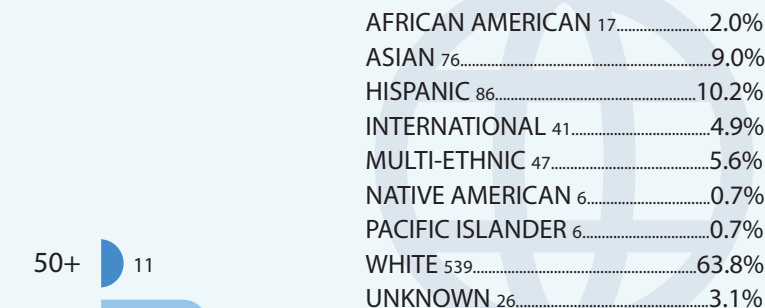 AFRICAN AMERICAN 17.......................2.0%
ASIAN 76..............................................................9.0%
HISPANIC 86..................................................10.2%
INTERNATIONAL 41...................................4.9%
MULTI-ETHNIC 47.......................................5.6%
NATIVE AMERICAN 6...............................0.7%
PACIFIC ISLANDER 6................................0.7%
WHITE 539.......................................................63.8%
UNKNOWN 26................................................3.1%
50+ 11